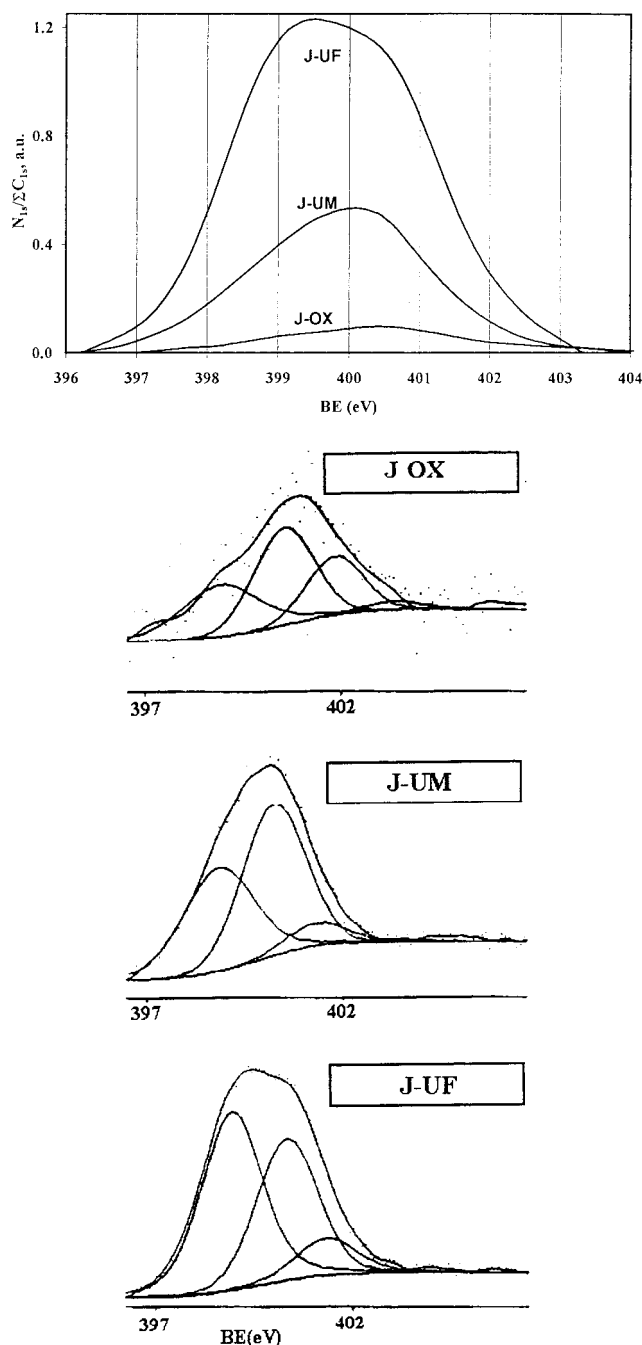 1.2
J-UF
0.8
N1s/ΣC1s, a.u.
J-UM
0.4
J-OX
0.0
396 397 398 399 400 401 402 403 404
BE (eV)
J OX
397 402
J-UM
397 402
J-UF
397 402
BE(eV)